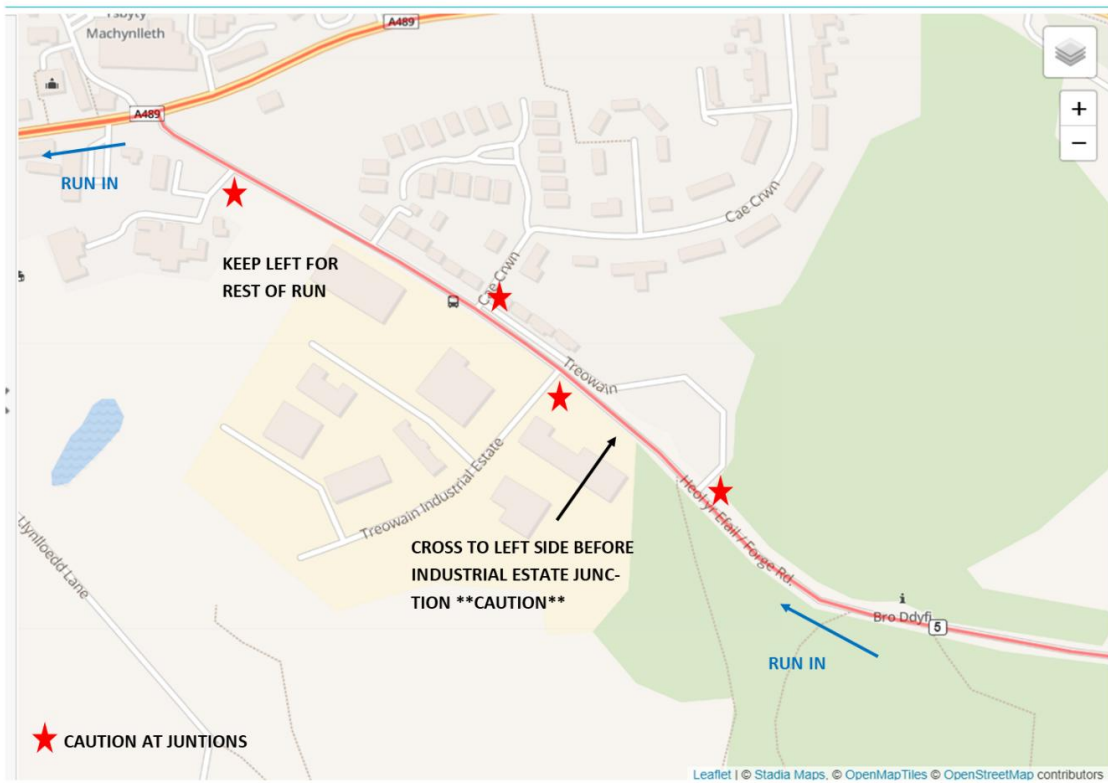 A489
Ysbyty
Machynlleth
A489
+
−
RUN IN
KEEP LEFT FOR
REST OF RUN
Cae Crwn
Cae Crwn
Treowain
Treowain Industrial Estate
Heol yr Efail / Forge Rd.
CROSS TO LEFT SIDE BEFORE
INDUSTRIAL ESTATE JUNC-
TION **CAUTION**
Llynlloedd Lane
Bro Ddyfi
5
RUN IN
CAUTION AT JUNTIONS
Leaflet | © Stadia Maps, © OpenMapTiles © OpenStreetMap contributors